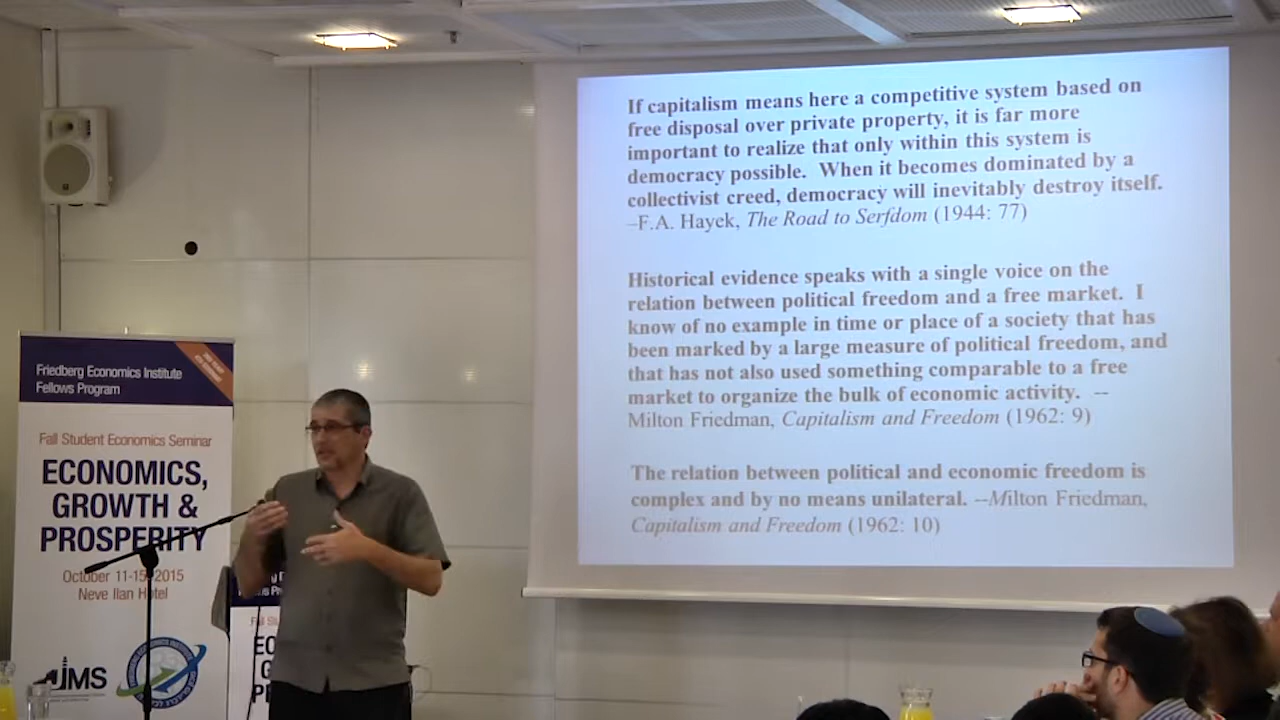 If capitalism means here a competitive system based on
free disposal over private property, it is far more
important to realize that only within this system is
democracy possible.  When it becomes dominated by a
collectivist creed, democracy will inevitably destroy itself.
–F.A. Hayek, The Road to Serfdom (1944: 77)
Historical evidence speaks with a single voice on the
relation between political freedom and a free market.  I
know of no example in time or place of a society that has
been marked by a large measure of political freedom, and
that has not also used something comparable to a free
market to organize the bulk of economic activity.  --
Milton Friedman, Capitalism and Freedom (1962: 9)
The relation between political and economic freedom is
complex and by no means unilateral. --Milton Friedman,
Capitalism and Freedom (1962: 10)
Friedberg Economics Institute
Fellows Program
Fall Student Economics Seminar
ECONOMICS,
GROWTH &
PROSPERITY
October 11-15, 2015
Neve Ilan Hotel
JIMS